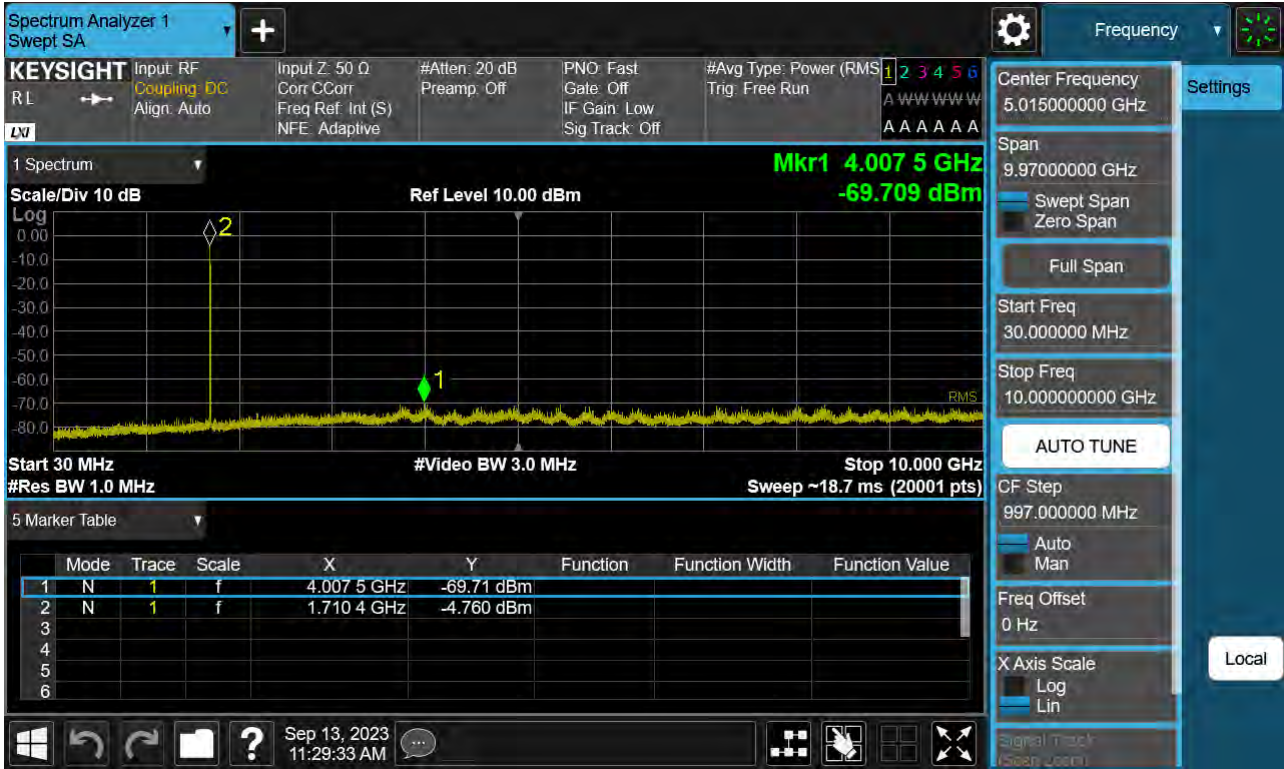 Spectrum Analyzer 1
Swept SA
Frequency
KEYSIGHT
RL
LXI
Input: RF
Coupling: DC
Align: Auto
Input Z: 50 Ω
Corr CCorr
Freq Ref: Int (S)
NFE: Adaptive
#Atten: 20 dB
Preamp: Off
PNO: Fast
Gate: Off
IF Gain: Low
Sig Track: Off
#Avg Type: Power (RMS
Trig: Free Run
1 2 3 4 5 6
A W W W W W
A A A A A A
1 Spectrum
Mkr1 4.007 5 GHz
-69.709 dBm
Scale/Div 10 dB
Ref Level 10.00 dBm
Log
0.00
-10.0
-20.0
-30.0
-40.0
-50.0
-60.0
-70.0
-80.0
2
1
RMS
Start 30 MHz
#Video BW 3.0 MHz
Stop 10.000 GHz
#Res BW 1.0 MHz
Sweep ~18.7 ms (20001 pts)
5 Marker Table
Mode Trace Scale X Y Function Function Width Function Value
1 N 1 f 4.007 5 GHz -69.71 dBm
2 N 1 f 1.710 4 GHz -4.760 dBm
3
4
5
6
Sep 13, 2023
11:29:33 AM
Center Frequency
5.015000000 GHz
Settings
Span
9.97000000 GHz
Swept Span
Zero Span
Full Span
Start Freq
30.000000 MHz
Stop Freq
10.000000000 GHz
AUTO TUNE
CF Step
997.000000 MHz
Auto
Man
Freq Offset
0 Hz
X Axis Scale
Log
Lin
Local
Signal Track
(Span Zoom)